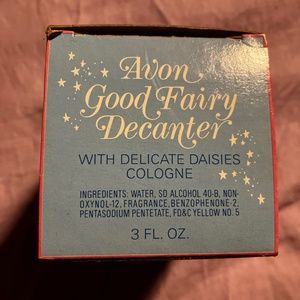 Avon
Good Fairy
Decanter
WITH DELICATE DAISIES
COLOGNE
INGREDIENTS: WATER, SD ALCOHOL 40-B, NON-
OXYNOL-12, FRAGRANCE, BENZOPHENONE-2,
PENTASODIUM PENTETATE, FD&C YELLOW NO. 5
3 FL. OZ.